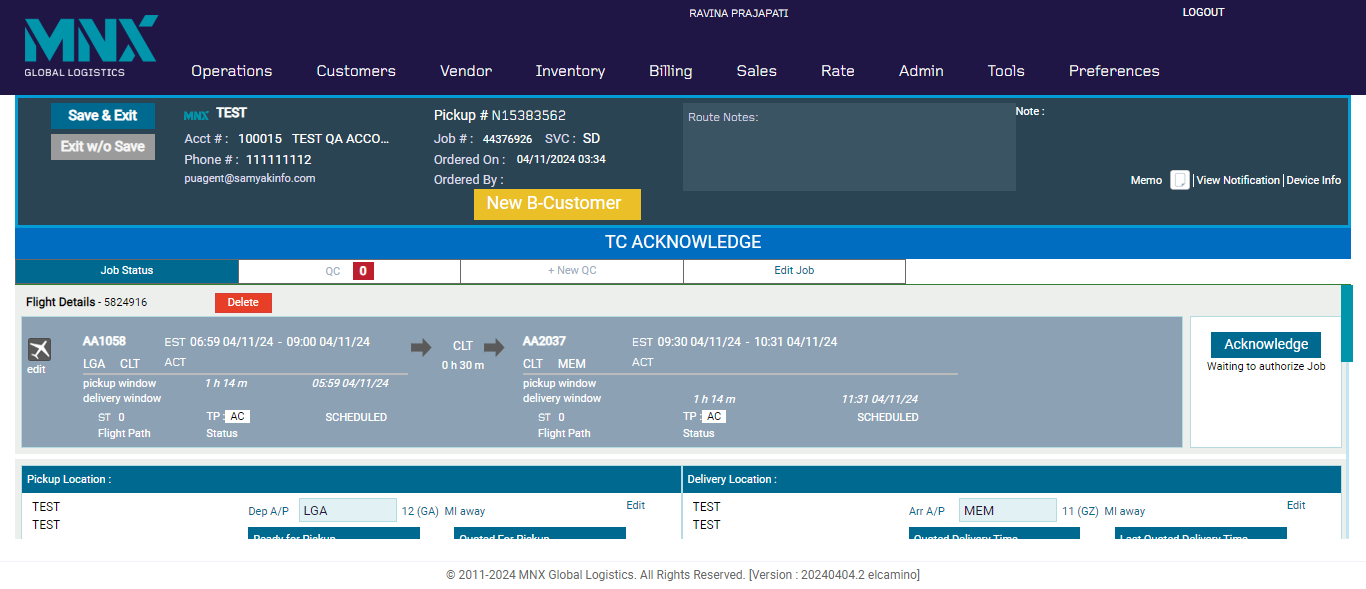 RAVINA PRAJAPATI
LOGOUT
MNX
GLOBAL LOGISTICS
Operations Customers Vendor Inventory Billing Sales Rate Admin Tools Preferences
Save & Exit
Exit w/o Save
MNX TEST
Acct # : 100015 TEST QA ACCO...
Phone # : 111111112
puagent@samyakinfo.com
Pickup # N15383562
Job # : 44376926 SVC : SD
Ordered On : 04/11/2024 03:34
Ordered By :
New B-Customer
Route Notes:
Note :
Memo | View Notification | Device Info
TC ACKNOWLEDGE
Job Status
QC 0
+ New QC
Edit Job
Flight Details - 5824916
Delete
edit
AA1058 EST 06:59 04/11/24 - 09:00 04/11/24
LGA CLT ACT
pickup window 1 h 14 m 05:59 04/11/24
delivery window
ST 0 TP : AC SCHEDULED
Flight Path Status
CLT
0 h 30 m
AA2037 EST 09:30 04/11/24 - 10:31 04/11/24
CLT MEM ACT
pickup window
delivery window 1 h 14 m 11:31 04/11/24
ST 0 TP : AC SCHEDULED
Flight Path Status
Acknowledge
Waiting to authorize Job
Pickup Location :
TEST
TEST
Dep A/P LGA 12 (GA) MI away
Edit
Ready for Pickup
Quoted For Pickup
Delivery Location :
TEST
TEST
Arr A/P MEM 11 (GZ) MI away
Edit
Quoted Delivery Time
Last Quoted Delivery Time
© 2011-2024 MNX Global Logistics. All Rights Reserved. [Version : 20240404.2 elcamino]